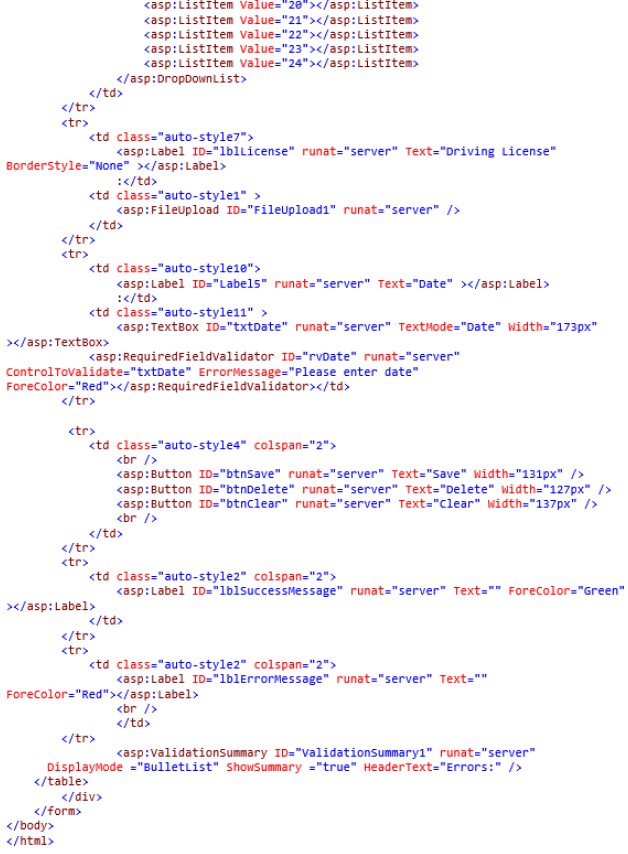 <asp:ListItem Value="20"></asp:ListItem>
<asp:ListItem Value="21"></asp:ListItem>
<asp:ListItem Value="22"></asp:ListItem>
<asp:ListItem Value="23"></asp:ListItem>
<asp:ListItem Value="24"></asp:ListItem>
</asp:DropDownList>
</td>
</tr>
<tr>
<td class="auto-style7">
<asp:Label ID="lblLicense" runat="server" Text="Driving License"
BorderStyle="None" ></asp:Label>
:</td>
<td class="auto-style1" >
<asp:FileUpload ID="FileUpload1" runat="server" />
</td>
</tr>
<tr>
<td class="auto-style10">
<asp:Label ID="Label5" runat="server" Text="Date" ></asp:Label>
:</td>
<td class="auto-style11" >
<asp:TextBox ID="txtDate" runat="server" TextMode="Date" Width="173px"
></asp:TextBox>
<asp:RequiredFieldValidator ID="rvDate" runat="server"
ControlToValidate="txtDate" ErrorMessage="Please enter date"
ForeColor="Red"></asp:RequiredFieldValidator></td>
</tr>
<tr>
<td class="auto-style4" colspan="2">
<br />
<asp:Button ID="btnSave" runat="server" Text="Save" Width="131px" />
<asp:Button ID="btnDelete" runat="server" Text="Delete" Width="127px" />
<asp:Button ID="btnClear" runat="server" Text="Clear" Width="137px" />
<br />
</td>
</tr>
<tr>
<td class="auto-style2" colspan="2">
<asp:Label ID="lblSuccessMessage" runat="server" Text="" ForeColor="Green"
></asp:Label>
</td>
</tr>
<tr>
<td class="auto-style2" colspan="2">
<asp:Label ID="lblErrorMessage" runat="server" Text=""
ForeColor="Red"></asp:Label>
<br />
</td>
</tr>
<asp:ValidationSummary ID="ValidationSummary1" runat="server"
DisplayMode ="BulletList" ShowSummary ="true" HeaderText="Errors:" />
</table>
</div>
</form>
</body>
</html>